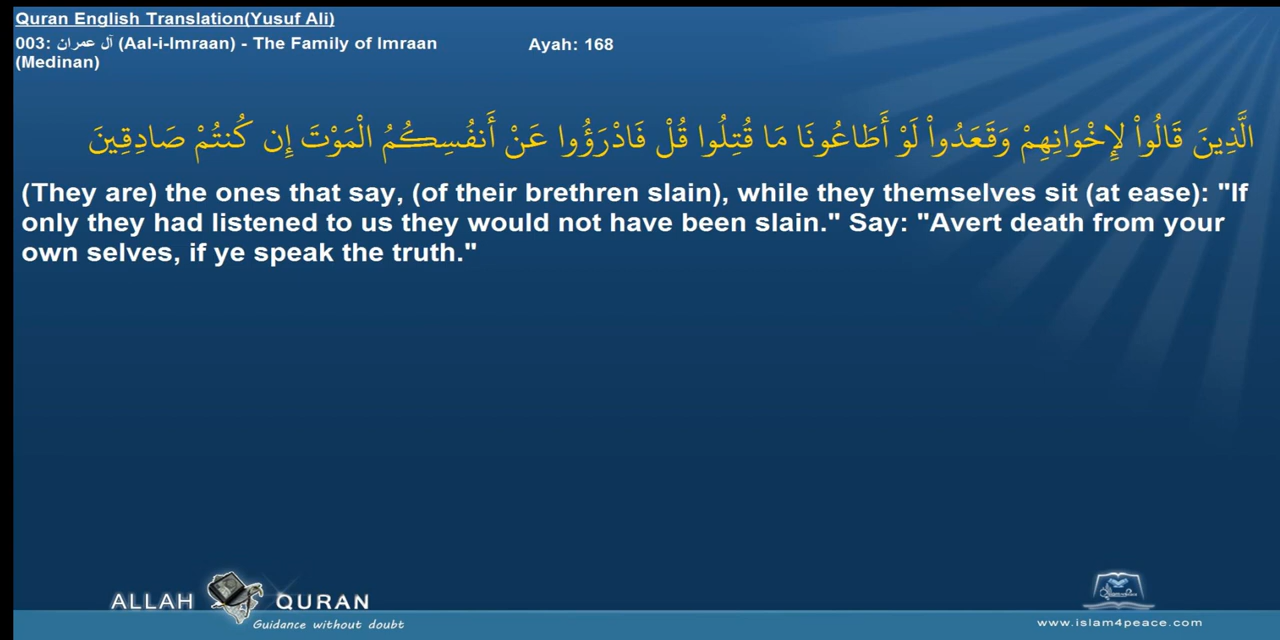 Quran English Translation(Yusuf Ali)
003: آل عمران (Aal-i-Imraan) - The Family of Imraan (Medinan)
Ayah: 168
الَّذِينَ قَالُواْ لإِخْوَانِهِمْ وَقَعَدُواْ لَوْ أَطَاعُونَا مَا قُتِلُوا قُلْ فَادْرَؤُوا عَنْ أَنفُسِكُمُ الْمَوْتَ إِن كُنتُمْ صَادِقِينَ
(They are) the ones that say, (of their brethren slain), while they themselves sit (at ease): "If
only they had listened to us they would not have been slain." Say: "Avert death from your
own selves, if ye speak the truth."
ALLAH QURAN
Guidance without doubt
www.islam4peace.com